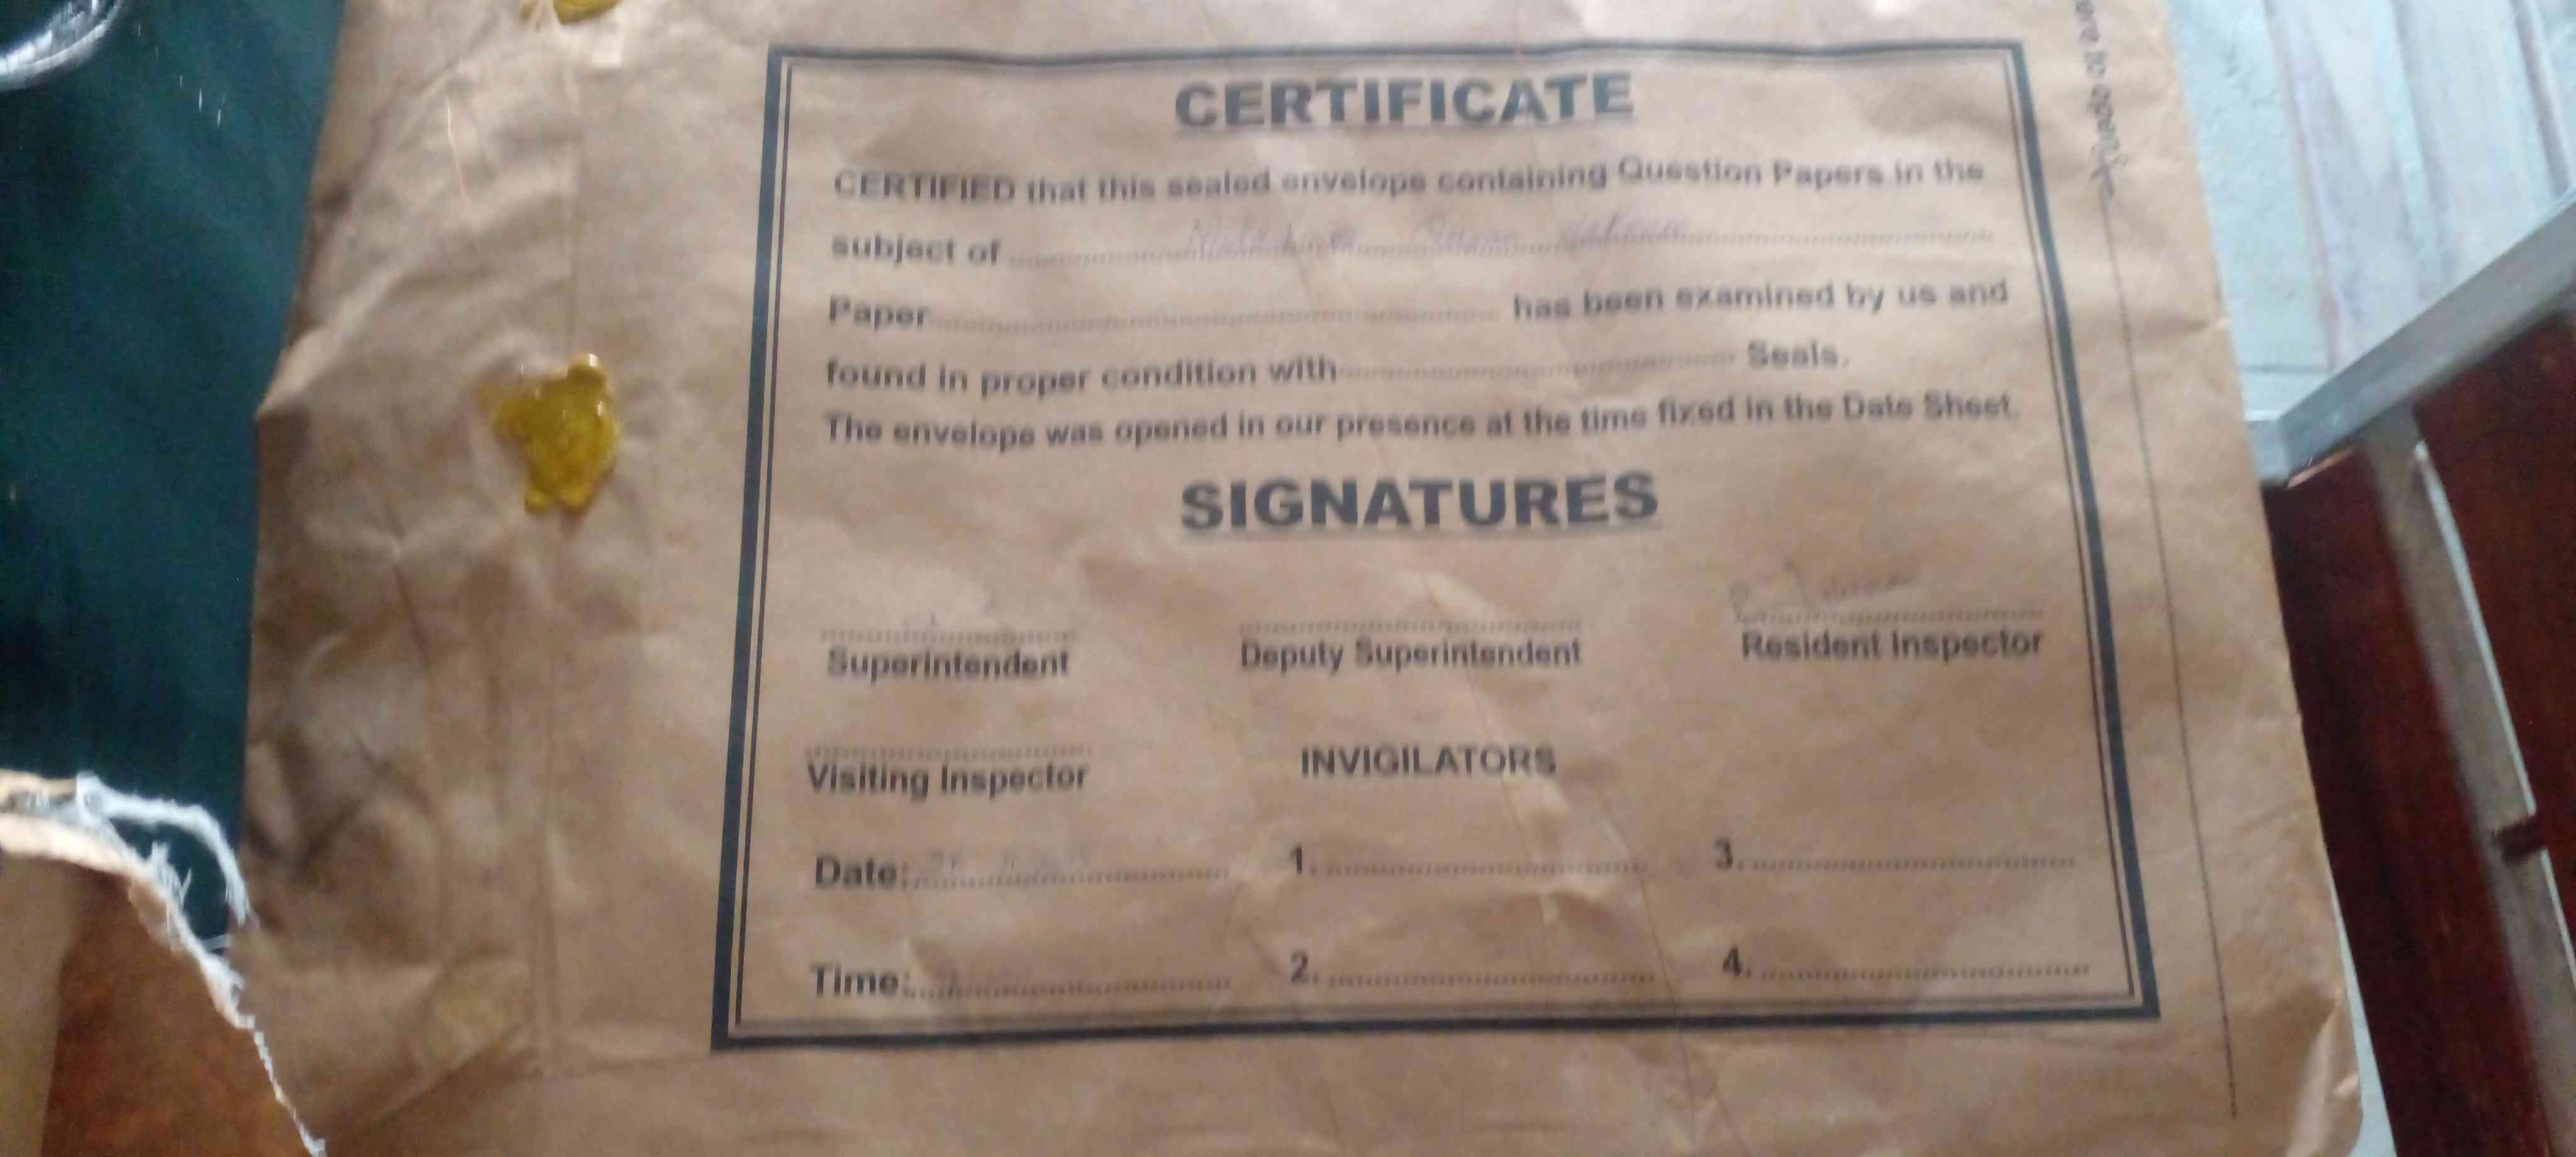 CERTIFICATE
CERTIFIED that this sealed envelope containing Question Papers in the
subject of
Paper has been examined by us and
found in proper condition with Seals.
The envelope was opened in our presence at the time fixed in the Date Sheet.
SIGNATURES
Superintendent Deputy Superintendent Resident Inspector
Visiting Inspector INVIGILATORS
Date: 1. 3.
Time: 2. 4.